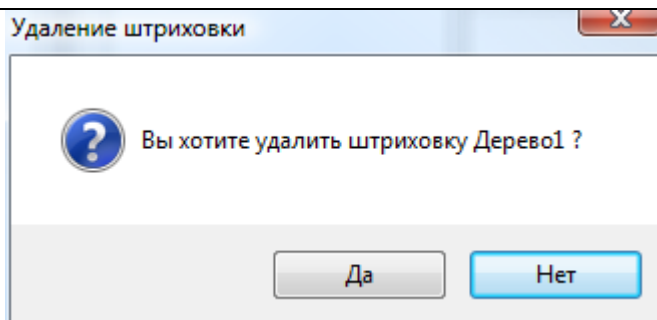 Удаление штриховки
Вы хотите удалить штриховку Дерево1 ?
Да
Нет